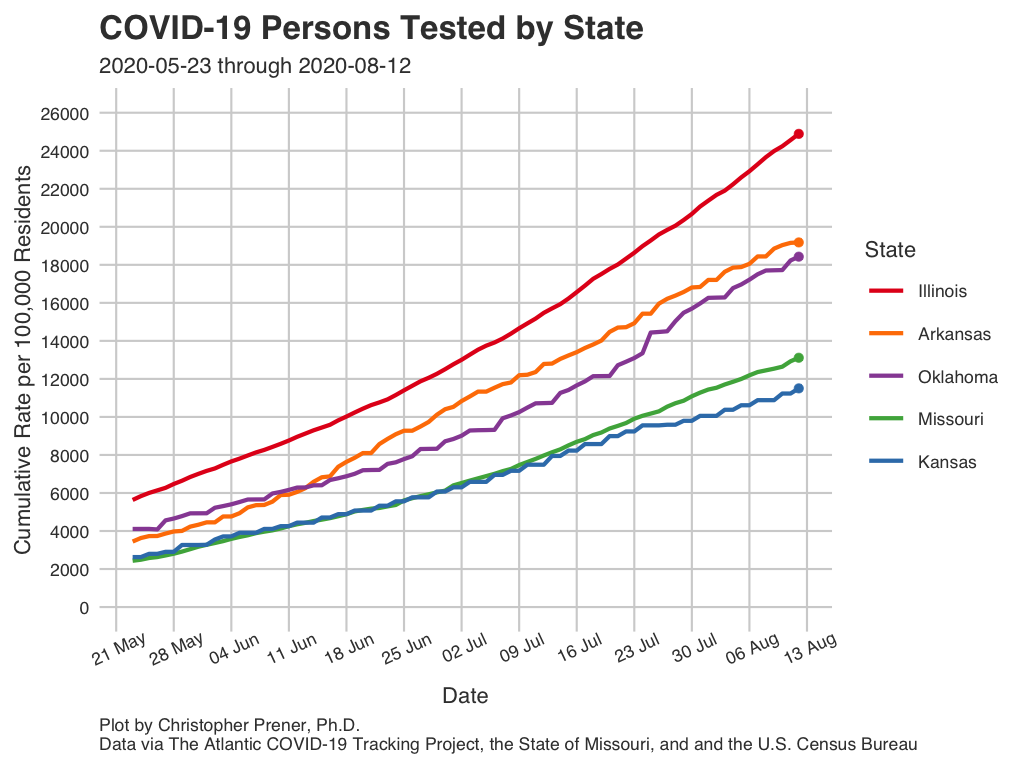 COVID-19 Persons Tested by State
2020-05-23 through 2020-08-12
Cumulative Rate per 100,000 Residents
26000
24000
22000
20000
18000
16000
14000
12000
10000
8000
6000
4000
2000
0
21 May
28 May
04 Jun
11 Jun
18 Jun
25 Jun
02 Jul
09 Jul
16 Jul
23 Jul
30 Jul
06 Aug
13 Aug
Date
State
Illinois
Arkansas
Oklahoma
Missouri
Kansas
Plot by Christopher Prener, Ph.D.
Data via The Atlantic COVID-19 Tracking Project, the State of Missouri, and and the U.S. Census Bureau